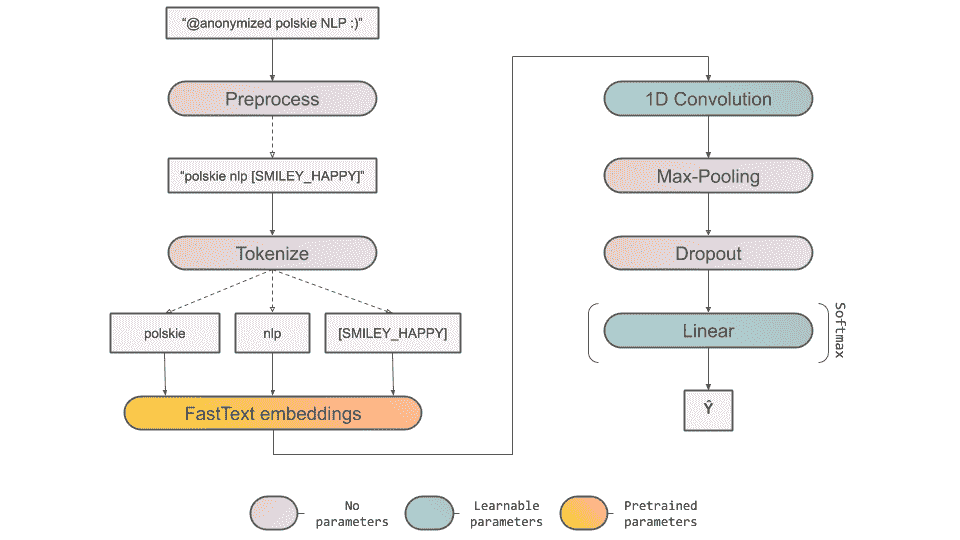 "@anonymized polskie NLP :)"
Preprocess
"polskie nlp [SMILEY_HAPPY]"
Tokenize
polskie
nlp
[SMILEY_HAPPY]
FastText embeddings
1D Convolution
Max-Pooling
Dropout
Linear
Softmax
Ŷ
No
parameters
Learnable
parameters
Pretrained
parameters